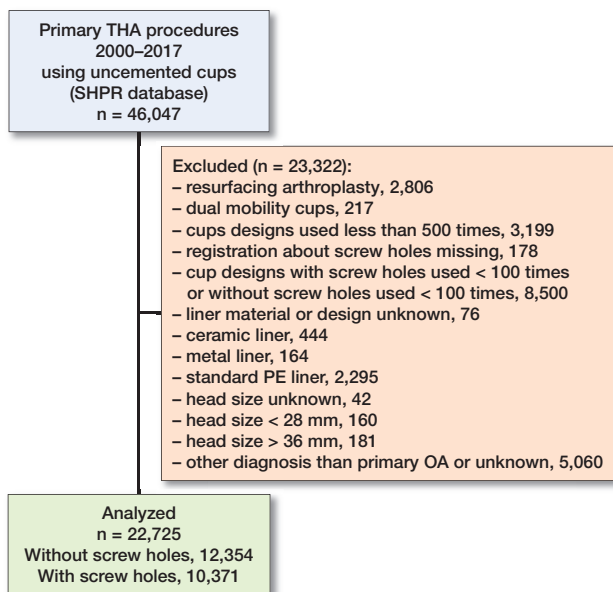 Primary THA procedures
2000–2017
using uncemented cups
(SHPR database)
n = 46,047
Excluded (n = 23,322):
– resurfacing arthroplasty, 2,806
– dual mobility cups, 217
– cups designs used less than 500 times, 3,199
– registration about screw holes missing, 178
– cup designs with screw holes used < 100 times
or without screw holes used < 100 times, 8,500
– liner material or design unknown, 76
– ceramic liner, 444
– metal liner, 164
– standard PE liner, 2,295
– head size unknown, 42
– head size < 28 mm, 160
– head size > 36 mm, 181
– other diagnosis than primary OA or unknown, 5,060
Analyzed
n = 22,725
Without screw holes, 12,354
With screw holes, 10,371